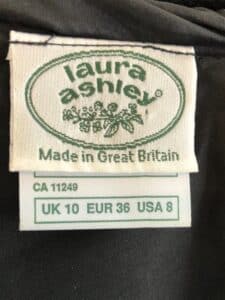 laura
ashley®
Made in Great Britain
CA 11249
UK 10 EUR 36 USA 8